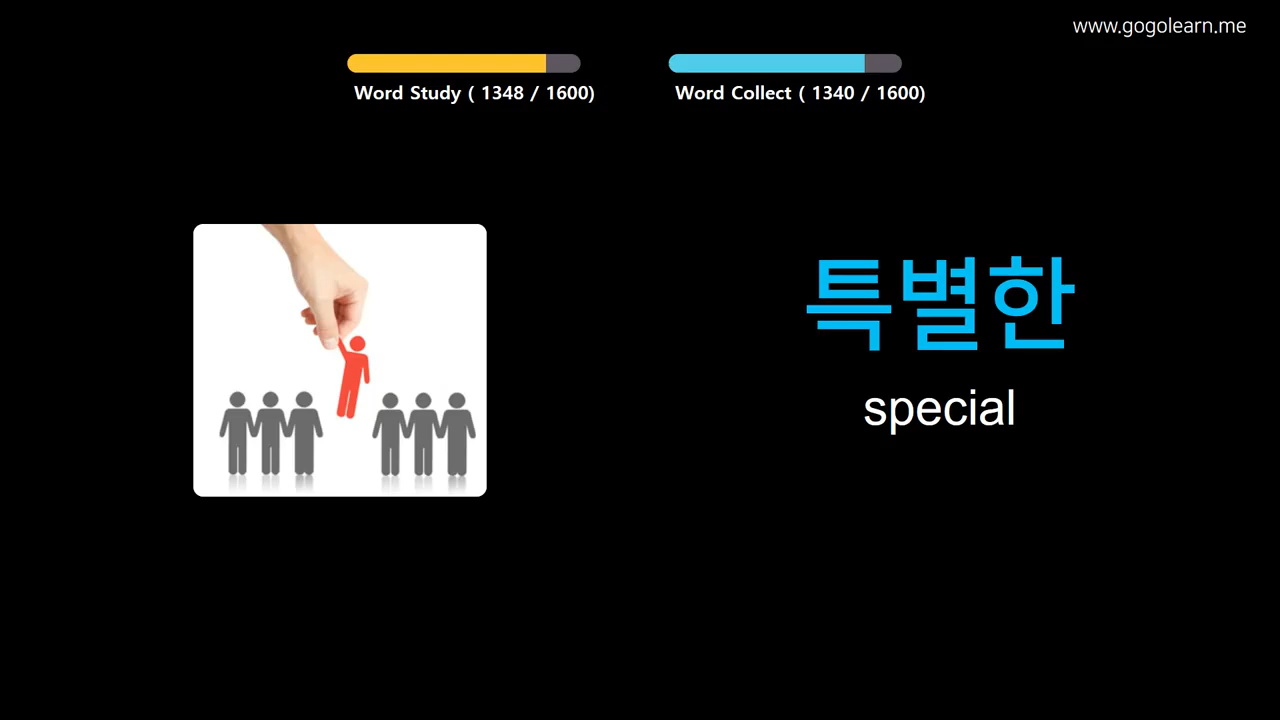 www.gogolearn.me
Word Study ( 1348 / 1600)
Word Collect ( 1340 / 1600)
특별한
special